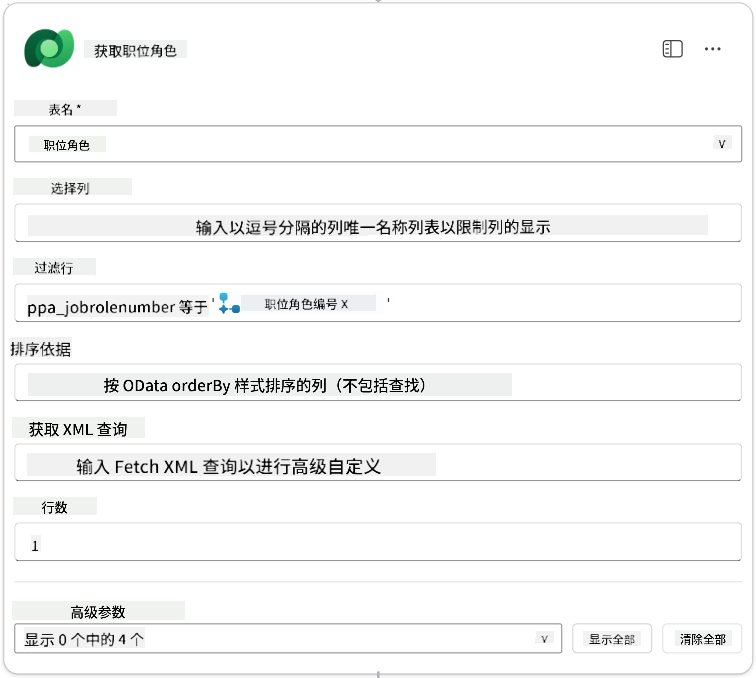 获取职位角色
表名 *
职位角色
选择列
输入以逗号分隔的列唯一名称列表以限制列的显示
过滤行
ppa_jobrolenumber 等于 ' 职位角色编号 X '
排序依据
按 OData orderBy 样式排序的列（不包括查找）
获取 XML 查询
输入 Fetch XML 查询以进行高级自定义
行数
1
高级参数
显示 0 个中的 4 个
显示全部
清除全部